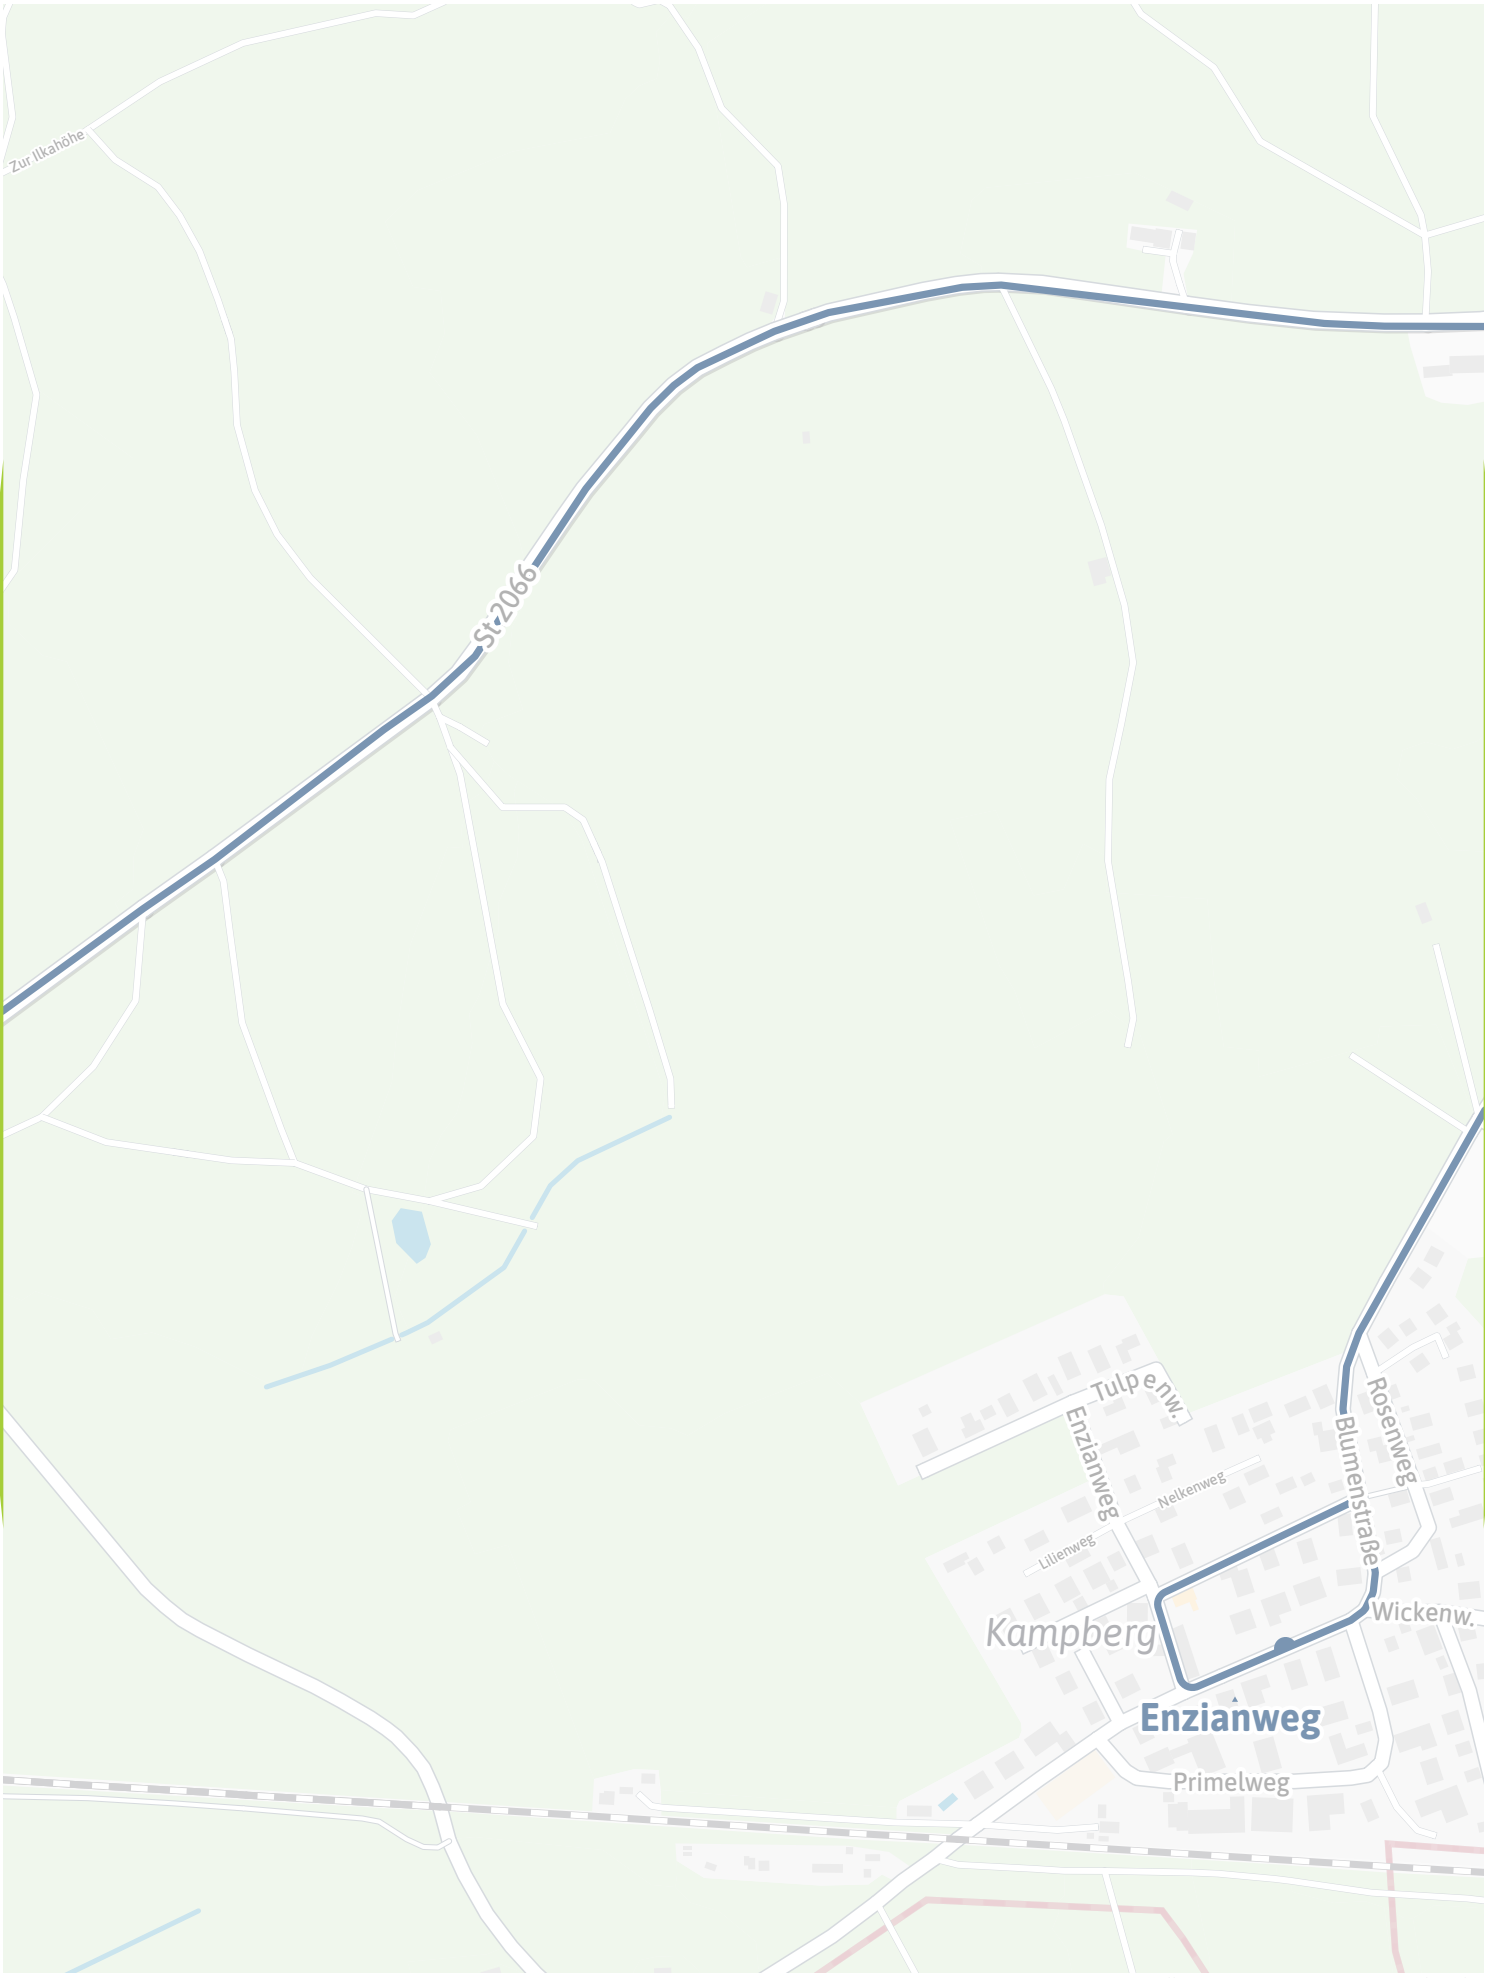 Zur Ilkahöhe
St 2066
Tulpenw.
Rosenweg
Enzianweg
Blumenstraße
Nelkenweg
Lilienweg
Wickenw.
Kampberg
Enzianweg
Primelweg